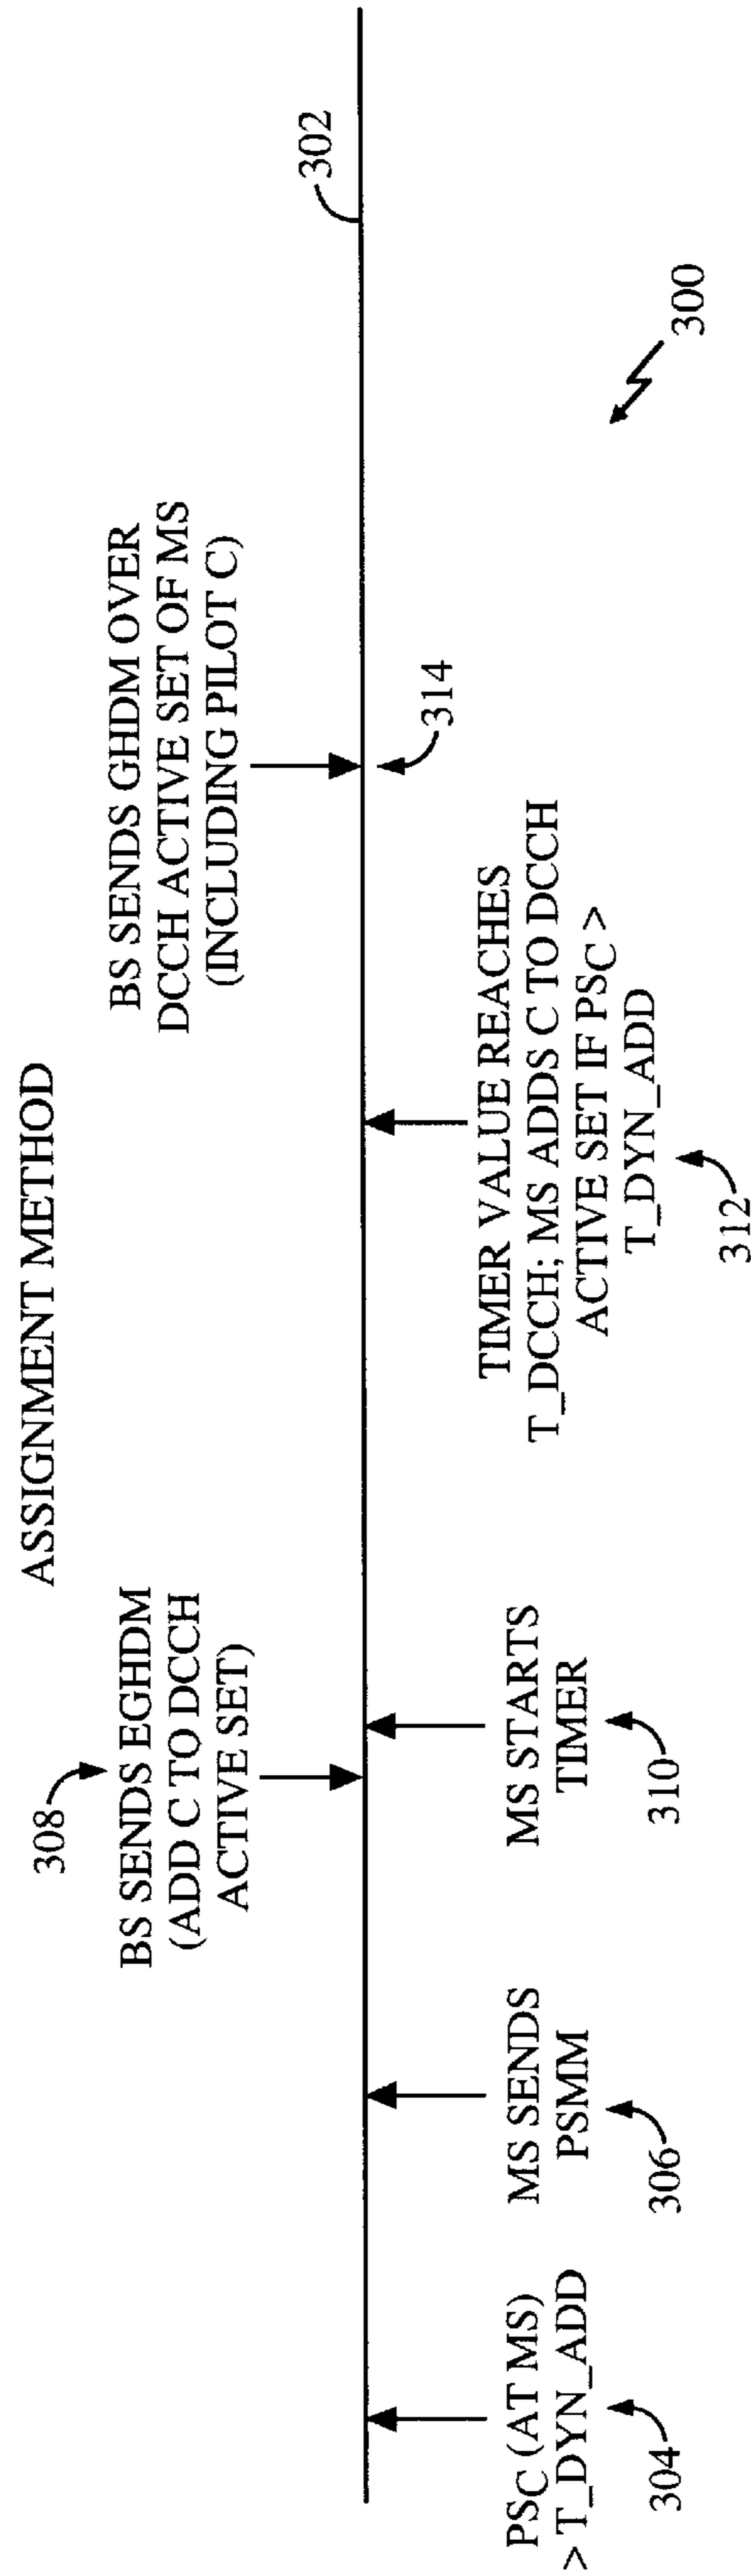 ASSIGNMENT METHOD
308
BS SENDS EGHDM
(ADD C TO DCCH
ACTIVE SET)
BS SENDS GHDM OVER
DCCH ACTIVE SET OF MS
(INCLUDING PILOT C)
302
314
PSC (AT MS)
> T_DYN_ADD
304
MS SENDS
PSMM
306
MS STARTS
TIMER
310
TIMER VALUE REACHES
T_DCCH; MS ADDS C TO DCCH
ACTIVE SET IF PSC >
T_DYN_ADD
312
300